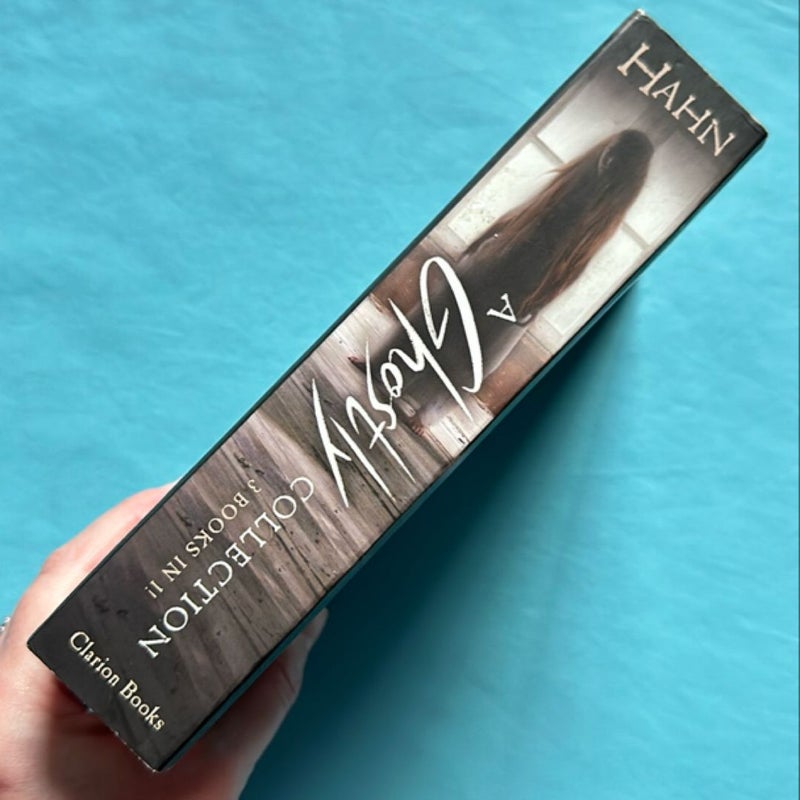 HAHN
A
Ghostly
COLLECTION
3 BOOKS IN 1!
Clarion Books